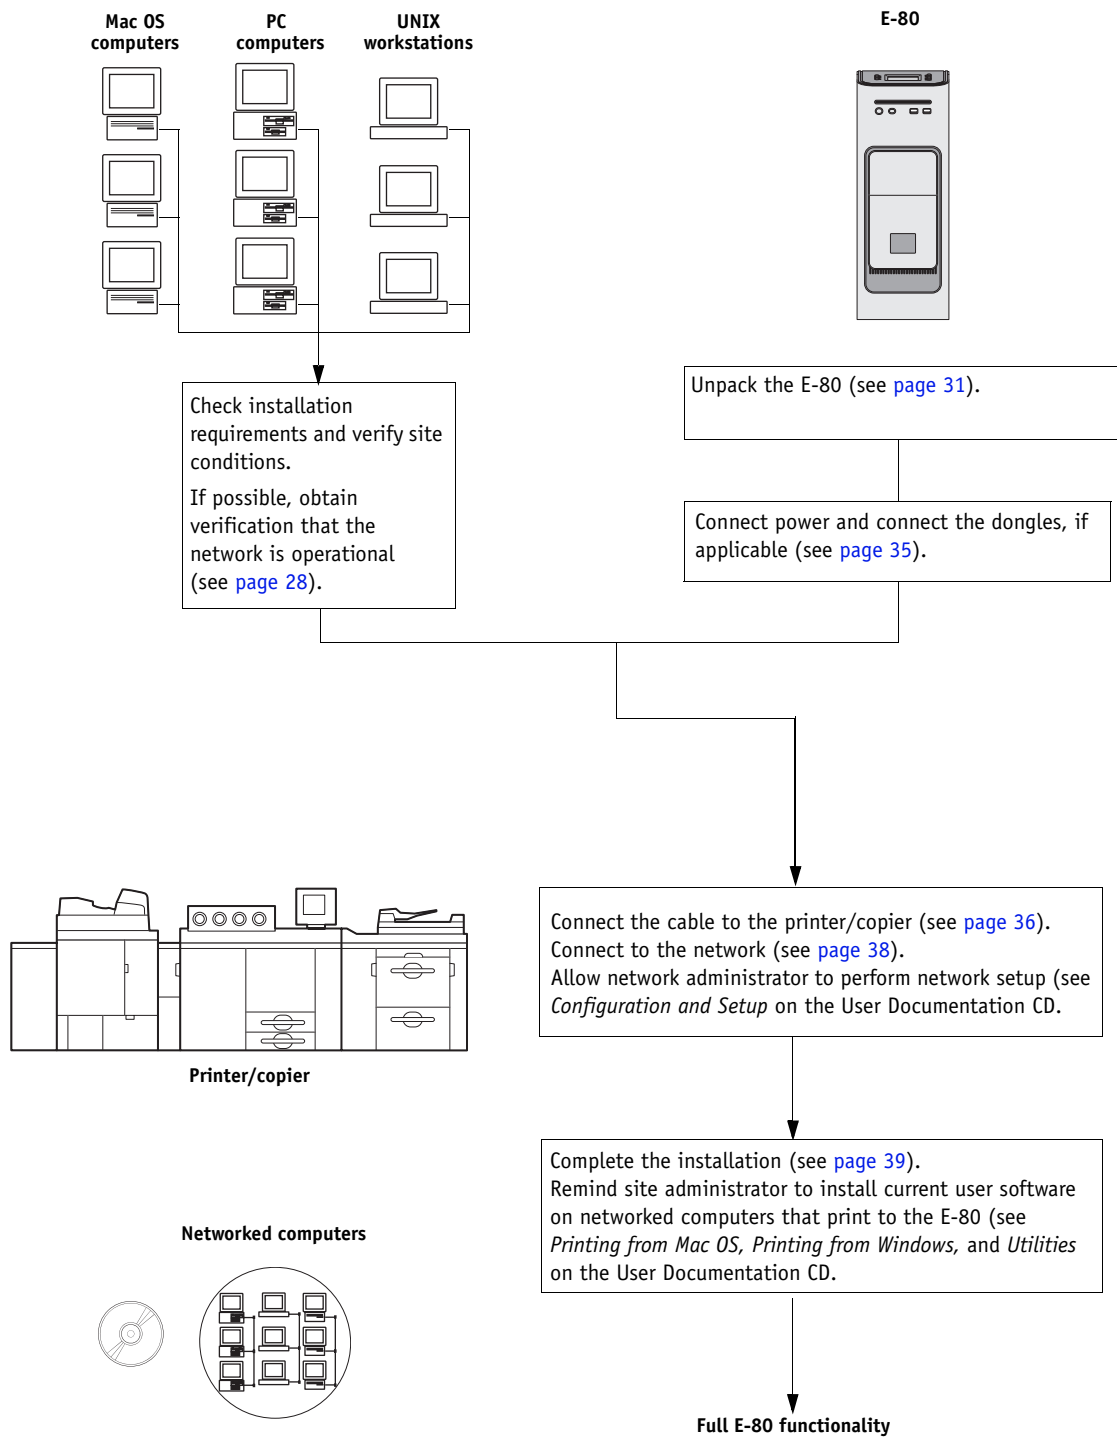 Mac OS
computers
PC
computers
UNIX
workstations
E-80
Check installation
requirements and verify site
conditions.
If possible, obtain
verification that the
network is operational
(see page 28).
Unpack the E-80 (see page 31).
Connect power and connect the dongles, if
applicable (see page 35).
Connect the cable to the printer/copier (see page 36).
Connect to the network (see page 38).
Allow network administrator to perform network setup (see
Configuration and Setup on the User Documentation CD.
Printer/copier
Complete the installation (see page 39).
Remind site administrator to install current user software
on networked computers that print to the E-80 (see
Printing from Mac OS, Printing from Windows, and Utilities
on the User Documentation CD.
Networked computers
Full E-80 functionality